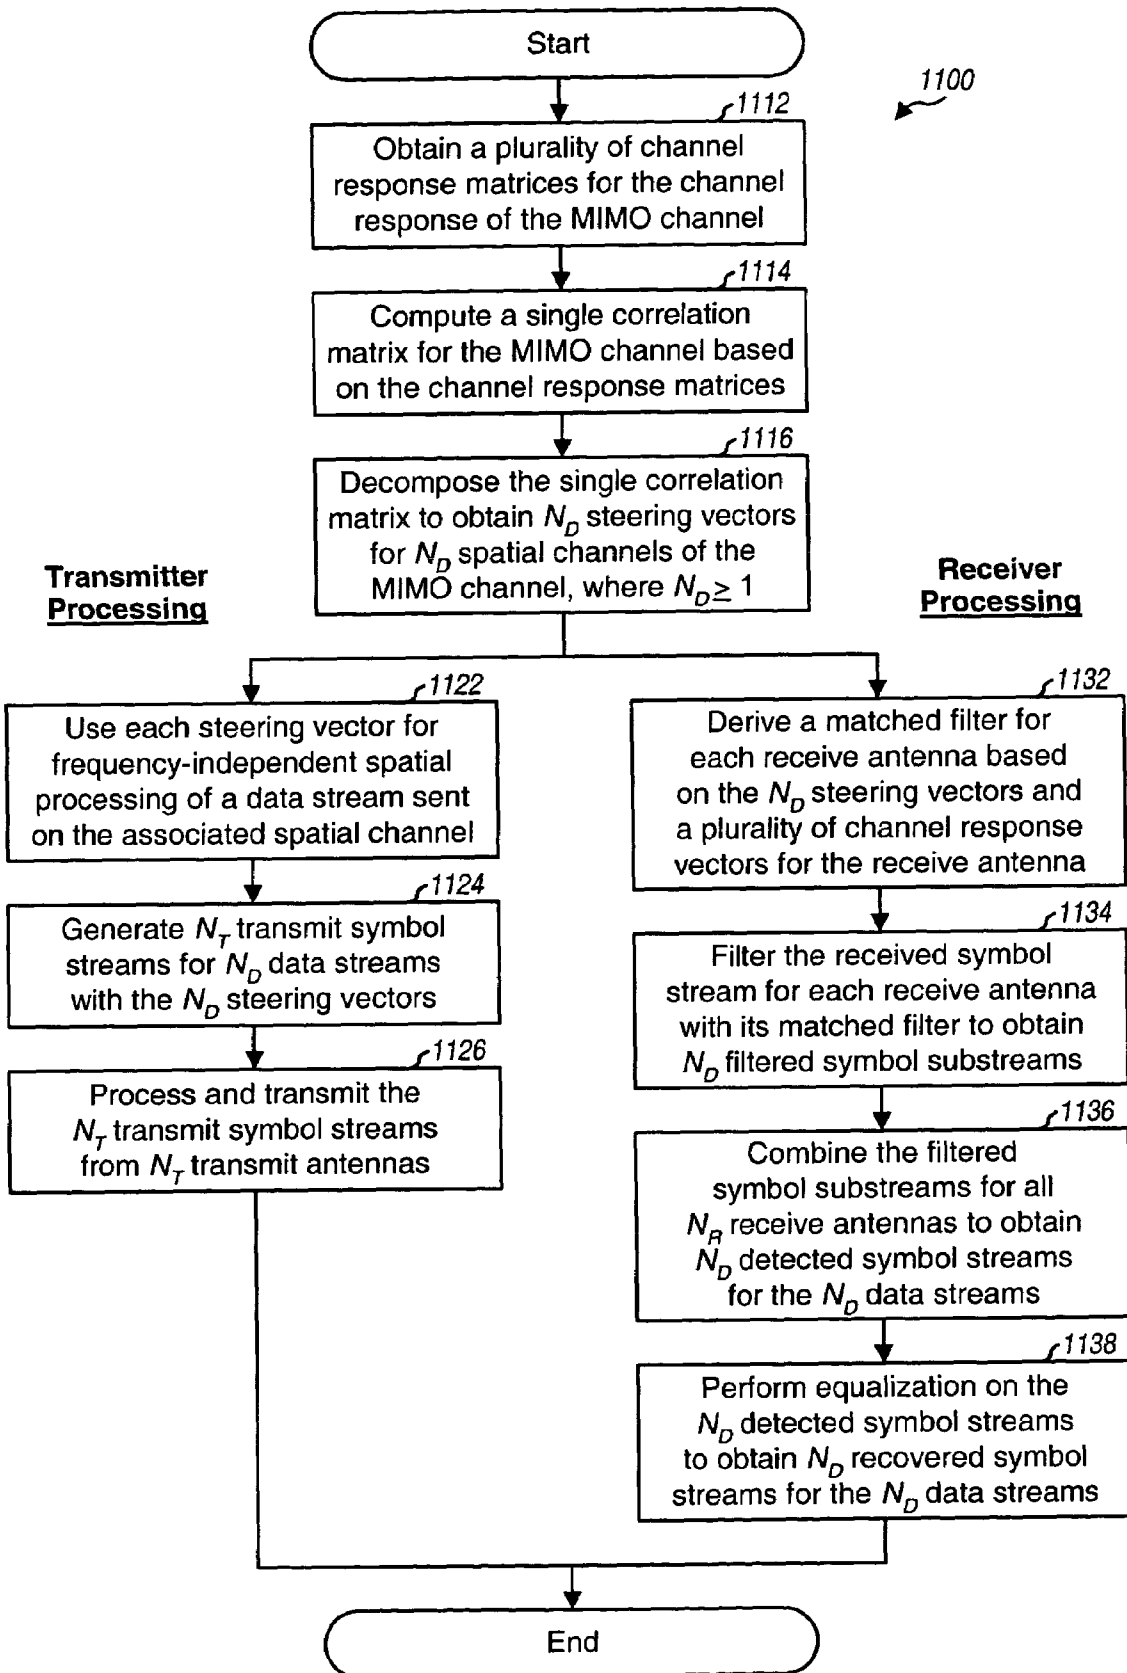 Start
1100
1112
Obtain a plurality of channel
response matrices for the channel
response of the MIMO channel
1114
Compute a single correlation
matrix for the MIMO channel based
on the channel response matrices
1116
Decompose the single correlation
matrix to obtain N_D steering vectors
for N_D spatial channels of the
MIMO channel, where N_D ≥ 1
Transmitter
Processing
Receiver
Processing
1122
Use each steering vector for
frequency-independent spatial
processing of a data stream sent
on the associated spatial channel
1124
Generate N_T transmit symbol
streams for N_D data streams
with the N_D steering vectors
1126
Process and transmit the
N_T transmit symbol streams
from N_T transmit antennas
1132
Derive a matched filter for
each receive antenna based
on the N_D steering vectors and
a plurality of channel response
vectors for the receive antenna
1134
Filter the received symbol
stream for each receive antenna
with its matched filter to obtain
N_D filtered symbol substreams
1136
Combine the filtered
symbol substreams for all
N_R receive antennas to obtain
N_D detected symbol streams
for the N_D data streams
1138
Perform equalization on the
N_D detected symbol streams
to obtain N_D recovered symbol
streams for the N_D data streams
End